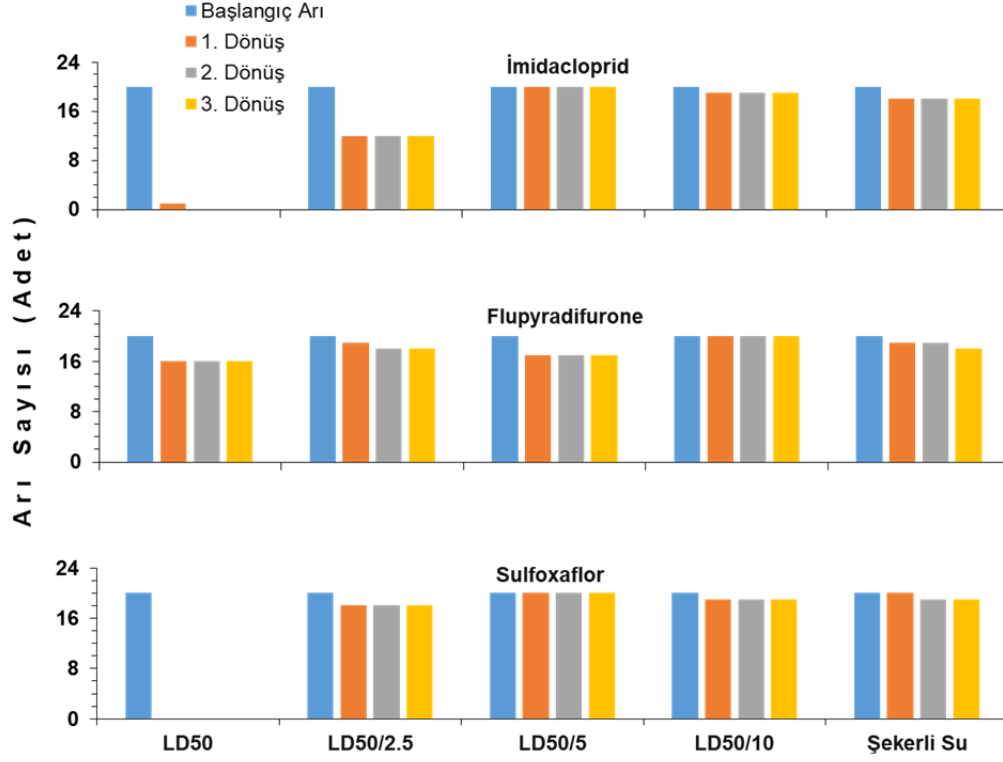 Başlangıç Arı
1. Dönüş
2. Dönüş
3. Dönüş
Arı Sayısı (Adet)
İmidacloprid
24
16
8
0
Flupyradifurone
24
16
8
0
Sulfoxaflor
24
16
8
0
LD50 LD50/2.5 LD50/5 LD50/10 Şekerli Su